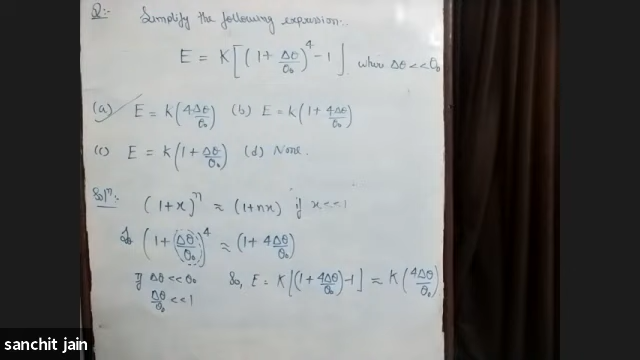 Q:- Simplify the following expression:-
E = K[(1 + Δθ/θ₀)⁴ - 1] where Δθ << θ₀
(a) E = K(4Δθ/θ₀) (b) E = K(1 + 4Δθ/θ₀)
(c) E = K(1 + Δθ/θ₀) (d) None.
Solⁿ:- (1+x)ⁿ ≈ (1+nx) if x<<1
So (1 + Δθ/θ₀)⁴ ≈ (1 + 4Δθ/θ₀)
if Δθ << θ₀ So, E = K[(1 + 4Δθ/θ₀) - 1] ≈ K(4Δθ/θ₀)
Δθ/θ₀ << 1
sanchit jain